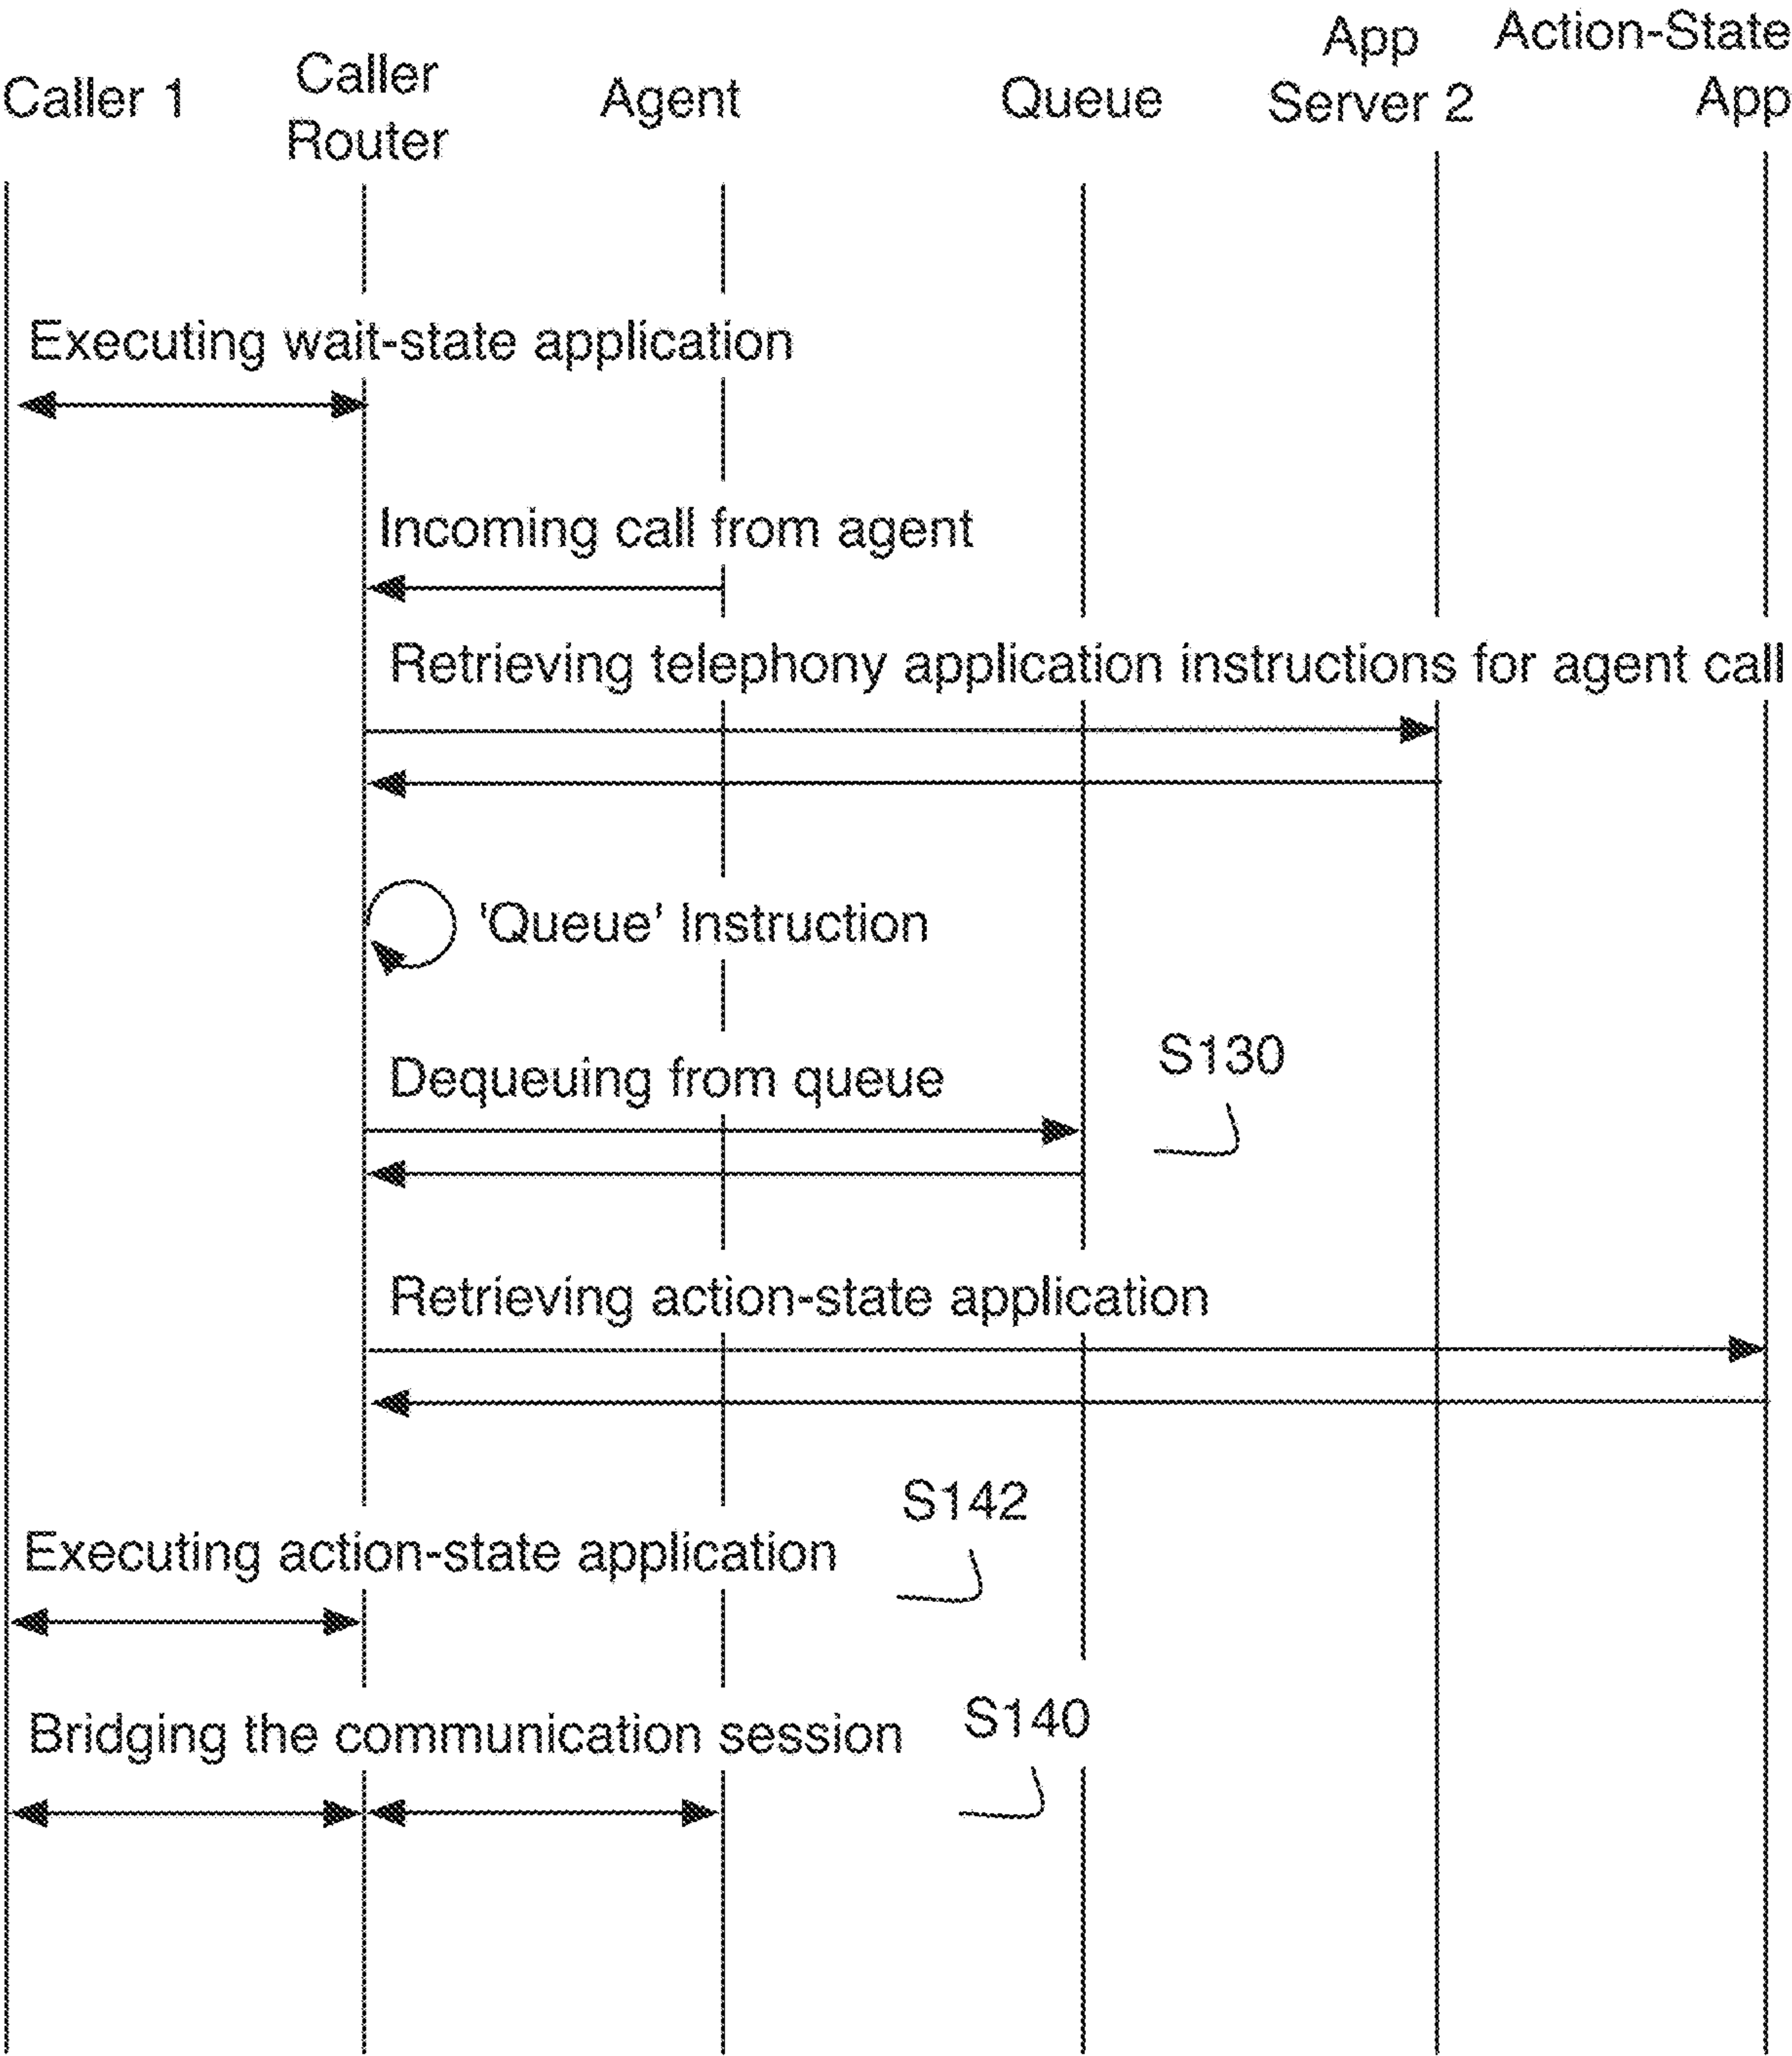 Caller 1
Caller
Router
Agent
Queue
App
Server 2
Action-State
App
Executing wait-state application
Incoming call from agent
Retrieving telephony application instructions for agent call
'Queue' Instruction
Dequeuing from queue
S130
Retrieving action-state application
S142
Executing action-state application
Bridging the communication session
S140